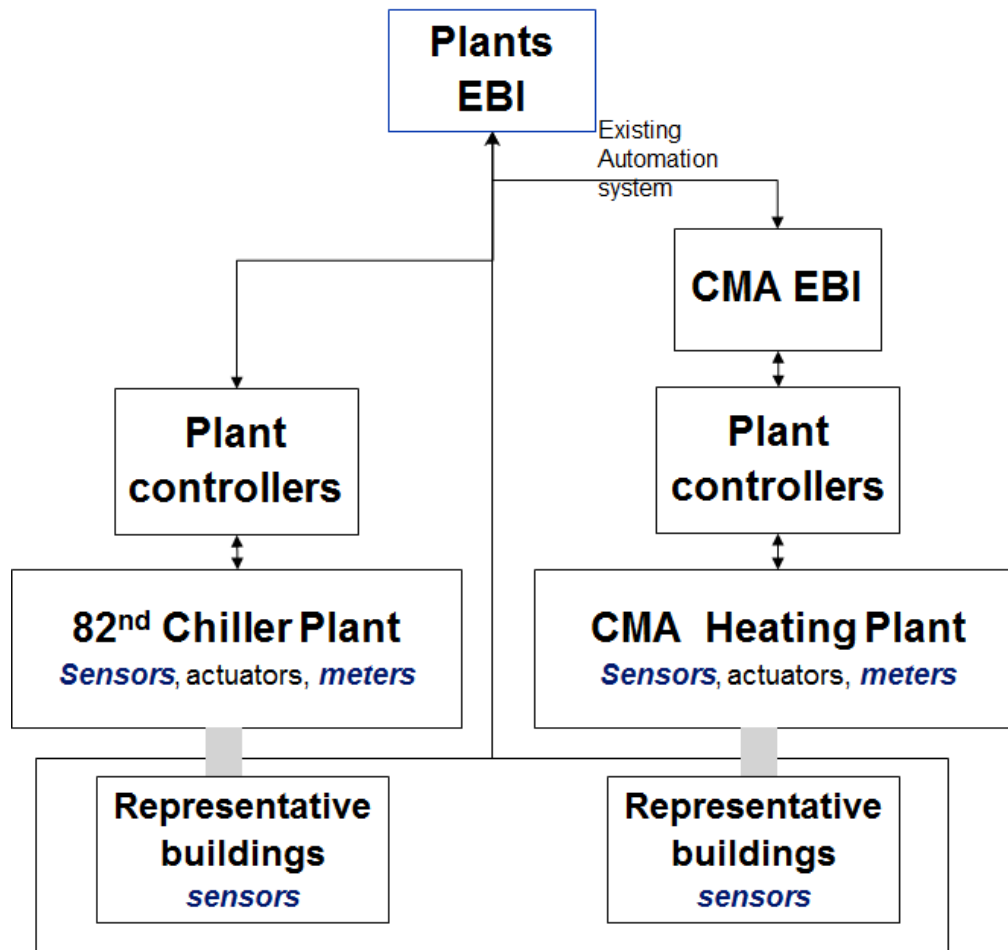 Plants
EBI
Existing
Automation
system
CMA EBI
Plant
controllers
Plant
controllers
82nd Chiller Plant
Sensors, actuators, meters
CMA Heating Plant
Sensors, actuators, meters
Representative
buildings
sensors
Representative
buildings
sensors